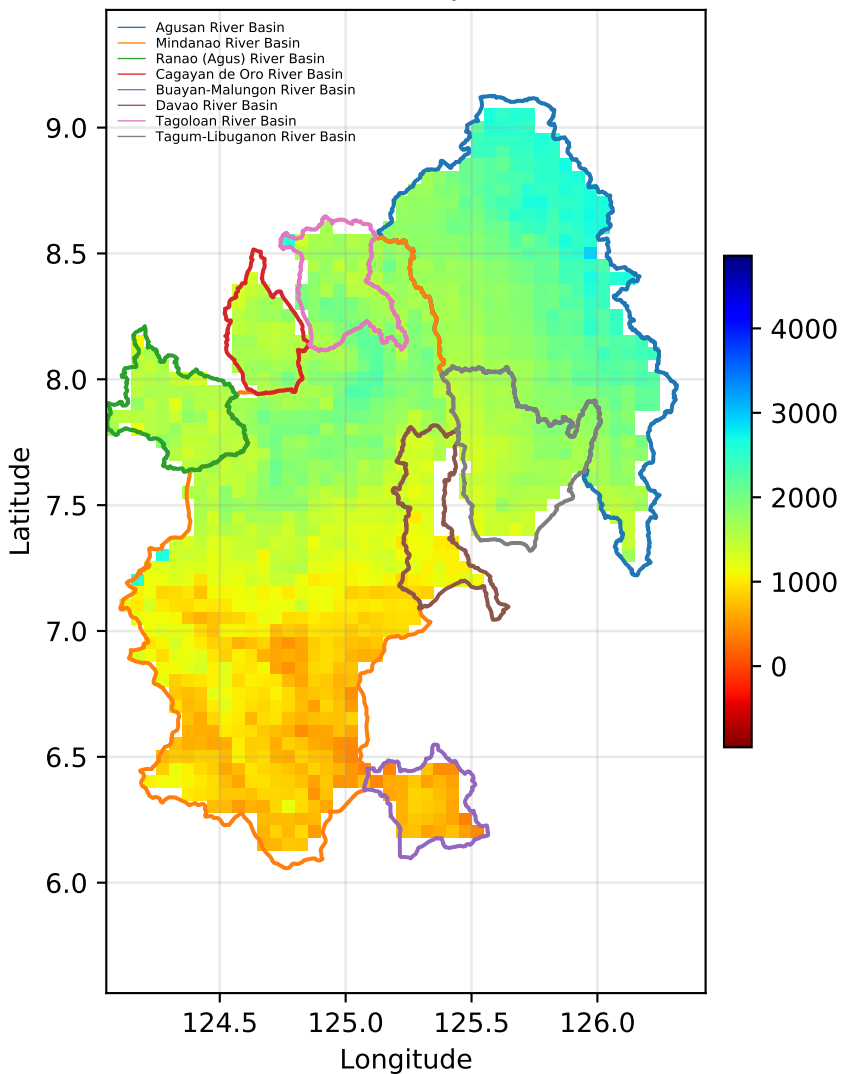 Agusan River Basin
Mindanao River Basin
Ranao (Agus) River Basin
Cagayan de Oro River Basin
Buayan-Malungon River Basin
Davao River Basin
Tagoloan River Basin
Tagum-Libuganon River Basin
9.0
8.5
8.0
7.5
7.0
6.5
6.0
Latitude
124.5 125.0 125.5 126.0
Longitude
4000
3000
2000
1000
0